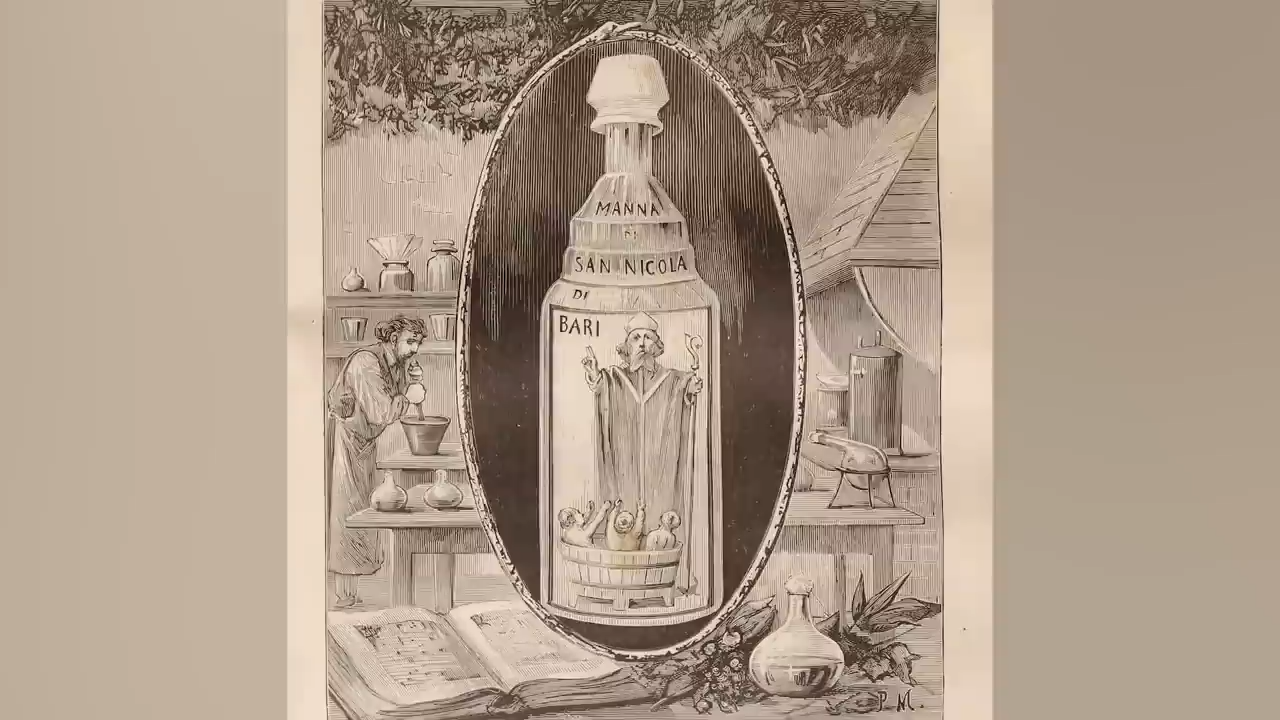 MANNA
DI
SAN NICOLA
DI
BARI
P. M.